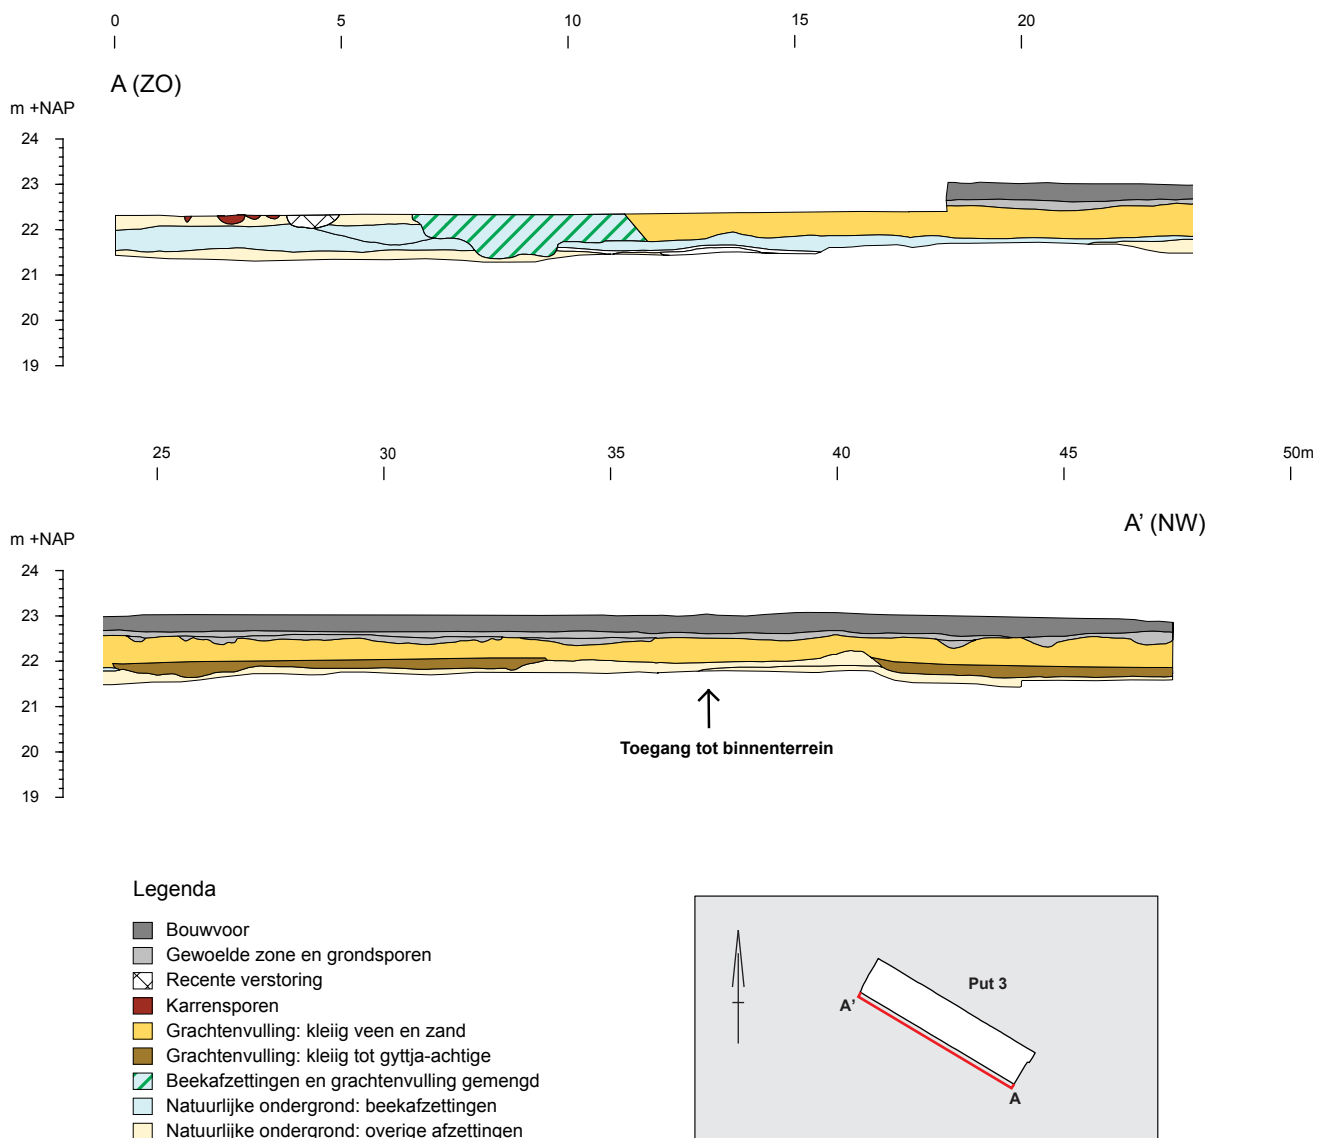 0 5 10 15 20
A (ZO)
m +NAP
24
23
22
21
20
19
25 30 35 40 45 50m
A’ (NW)
m +NAP
24
23
22
21
20
19
Toegang tot binnenterrein
Legenda
Bouwvoor
Gewoelde zone en grondsporen
Recente verstoring
Karrensporen
Grachtenvulling: kleiig veen en zand
Grachtenvulling: kleiig tot gyttja-achtige
Beekafzettingen en grachtenvulling gemengd
Natuurlijke ondergrond: beekafzettingen
Natuurlijke ondergrond: overige afzettingen
Put 3
A’
A